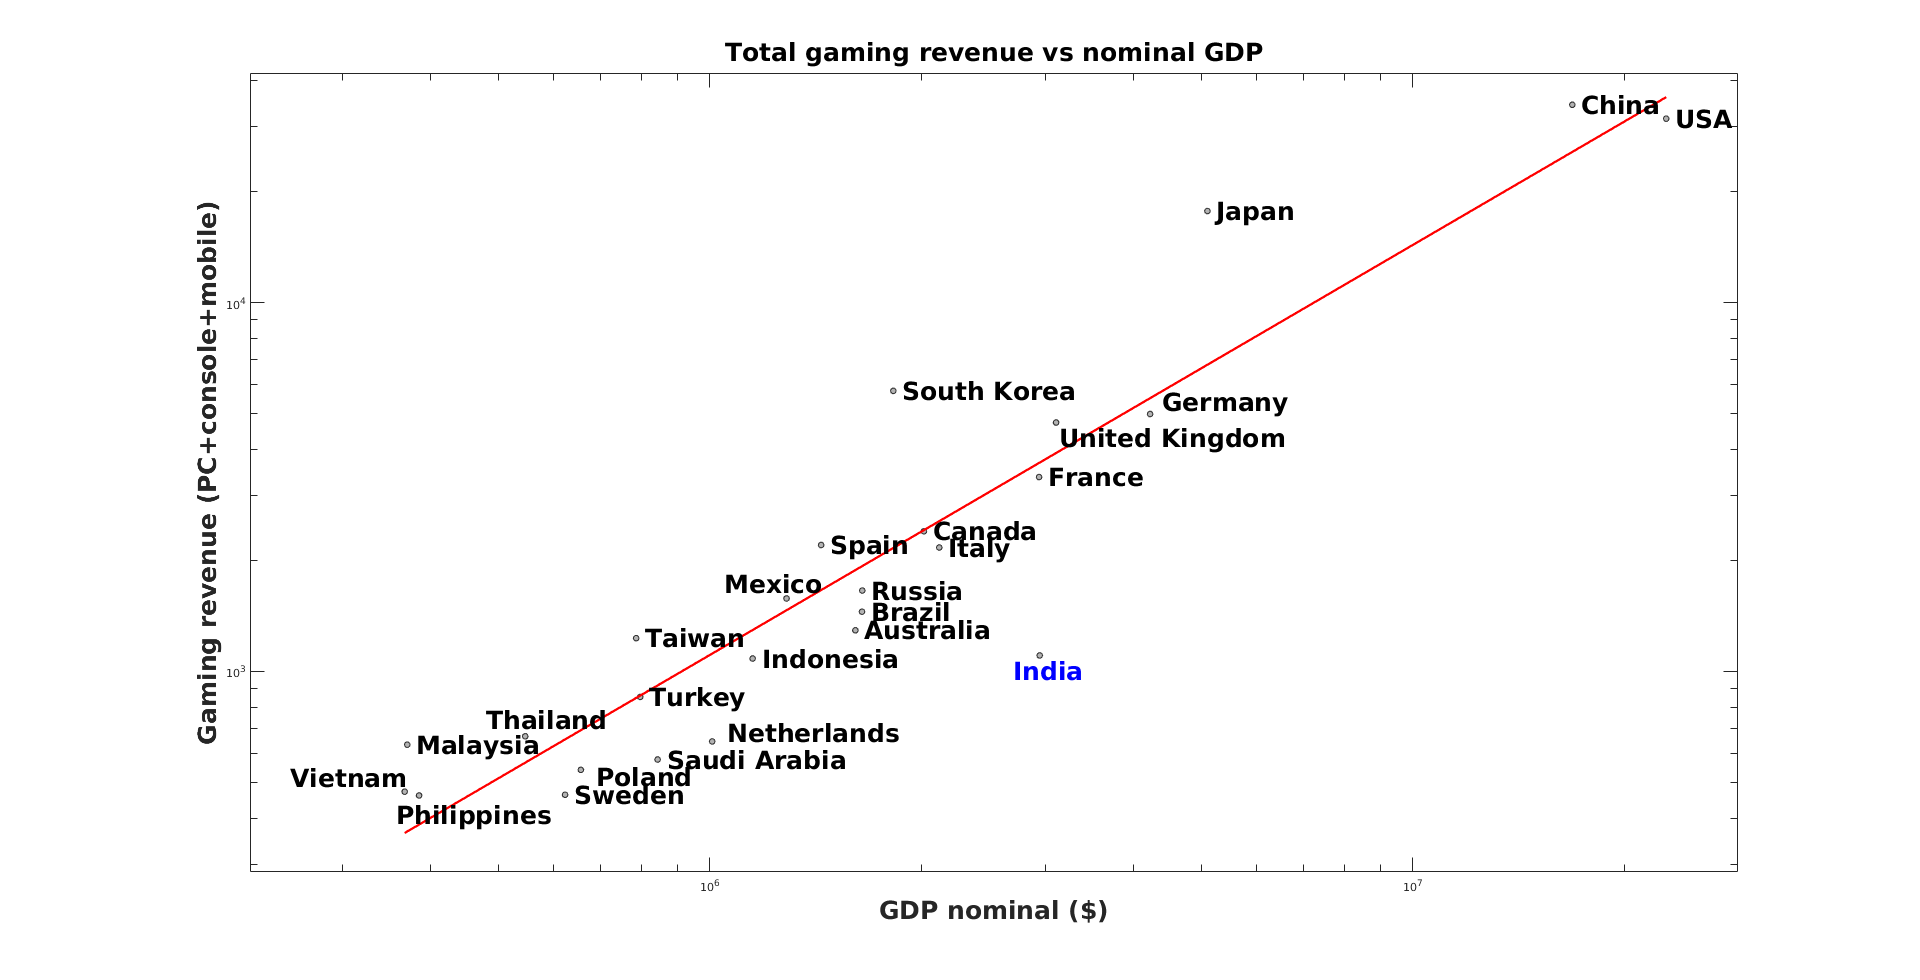 Total gaming revenue vs nominal GDP
China
USA
Japan
10^4
South Korea
Germany
United Kingdom
France
Canada
Spain
Italy
Mexico
Russia
Brazil
Australia
Taiwan
Indonesia
10^3
India
Turkey
Thailand
Netherlands
Malaysia
Saudi Arabia
Vietnam
Poland
Sweden
Philippines
10^6
10^7
GDP nominal ($)
Gaming revenue (PC+console+mobile)